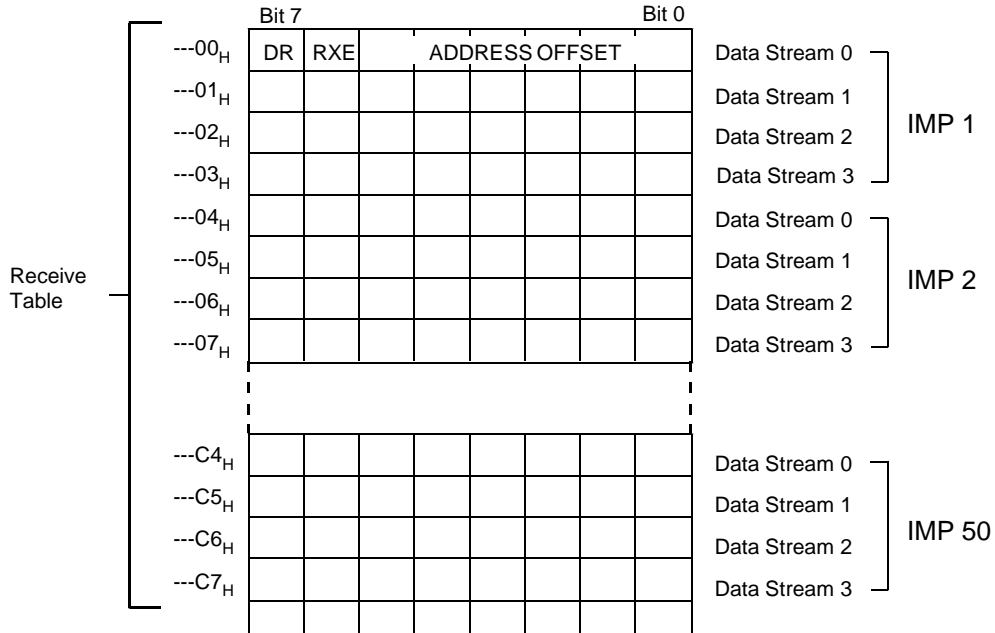 Bit 7 Bit 0
---00H DR RXE ADDRESS OFFSET Data Stream 0
---01H Data Stream 1
IMP 1
---02H Data Stream 2
---03H Data Stream 3
---04H Data Stream 0
---05H Data Stream 1
Receive
Table
IMP 2
---06H Data Stream 2
---07H Data Stream 3
---C4H Data Stream 0
---C5H Data Stream 1
IMP 50
---C6H Data Stream 2
---C7H Data Stream 3